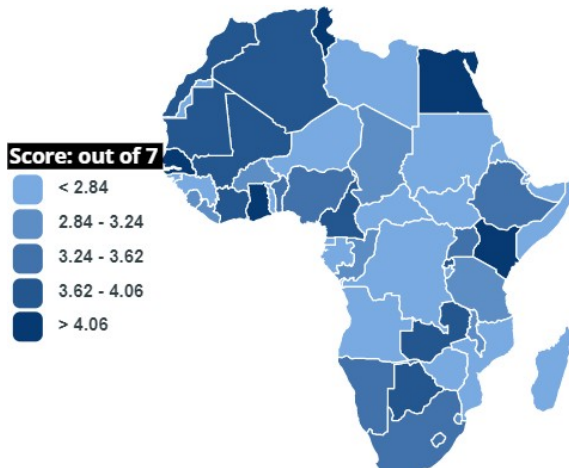 Score: out of 7
< 2.84
2.84 - 3.24
3.24 - 3.62
3.62 - 4.06
> 4.06